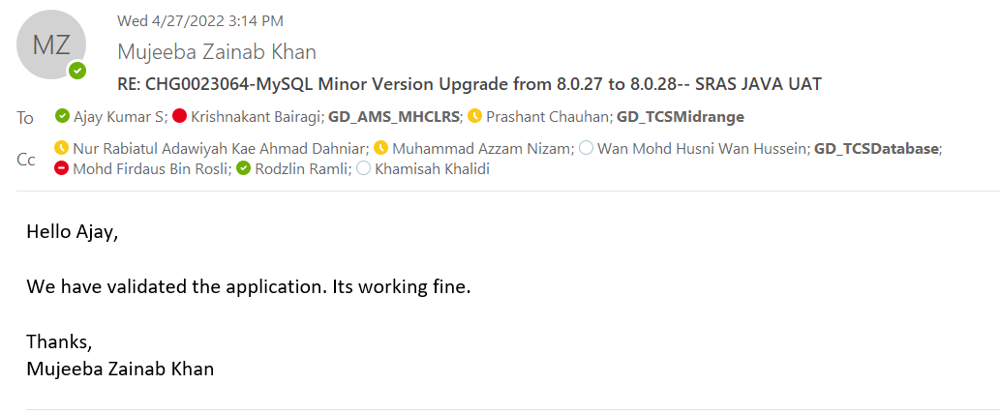 Wed 4/27/2022 3:14 PM
MZ
Mujeeba Zainab Khan
RE: CHG0023064-MySQL Minor Version Upgrade from 8.0.27 to 8.0.28-- SRAS JAVA UAT
To Ajay Kumar S; Krishnakant Bairagi; GD_AMS_MHCLRS; Prashant Chauhan; GD_TCSMidrange
Cc Nur Rabiatul Adawiyah Kae Ahmad Dahniar; Muhammad Azzam Nizam; Wan Mohd Husni Wan Hussein; GD_TCSDatabase;
Mohd Firdaus Bin Rosli; Rodzlin Ramli; Khamisah Khalidi
Hello Ajay,
We have validated the application. Its working fine.
Thanks,
Mujeeba Zainab Khan